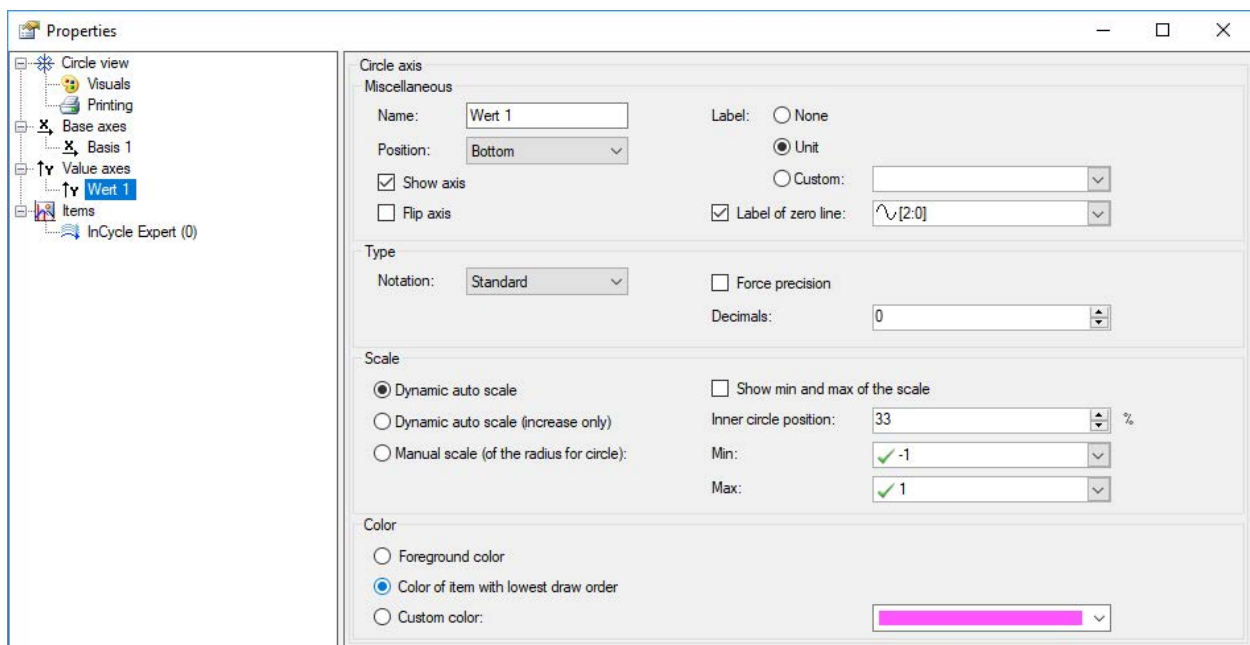 Properties
Circle view
Visuals
Printing
X Base axes
X Basis 1
Y Value axes
Y Wert 1
Items
InCycle Expert (0)
Circle axis
Miscellaneous
Name: Wert 1 Label: None
Position: Bottom Unit
Show axis Custom:
Flip axis Label of zero line: [2:0]
Type
Notation: Standard Force precision
Decimals: 0
Scale
Dynamic auto scale Show min and max of the scale
Dynamic auto scale (increase only) Inner circle position: 33 %
Manual scale (of the radius for circle): Min: -1
Max: 1
Color
Foreground color
Color of item with lowest draw order
Custom color: